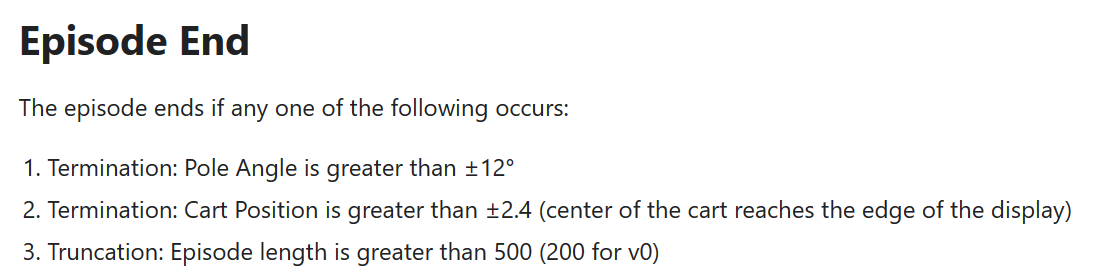 Episode End
The episode ends if any one of the following occurs:
1. Termination: Pole Angle is greater than ±12°
2. Termination: Cart Position is greater than ±2.4 (center of the cart reaches the edge of the display)
3. Truncation: Episode length is greater than 500 (200 for v0)